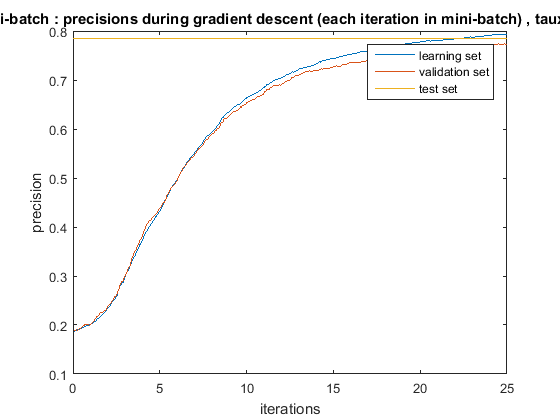 i-batch : precisions during gradient descent (each iteration in mini-batch) , taux
0.8
learning set
validation set
test set
0.7
0.6
0.5
precision
0.4
0.3
0.2
0.1
0 5 10 15 20 25
iterations